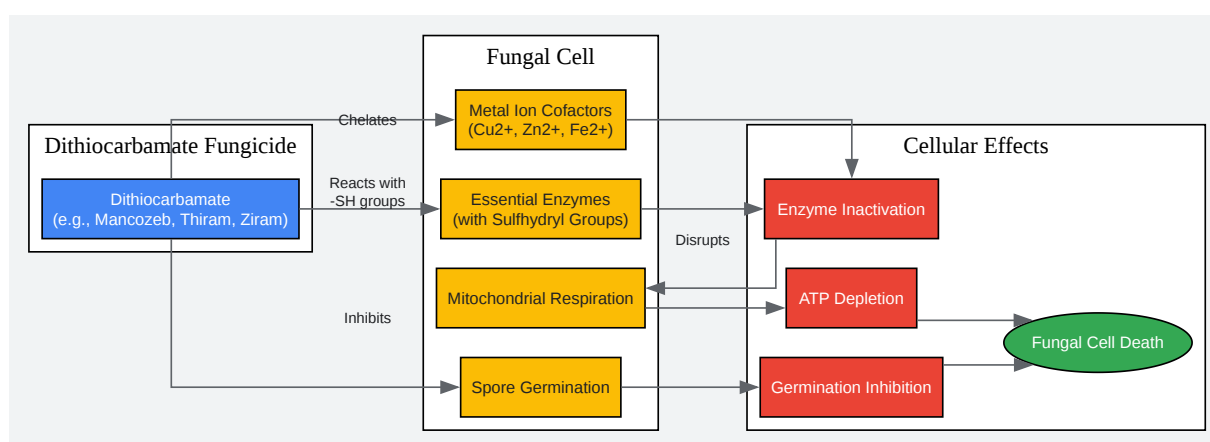 Fungal Cell
Metal Ion Cofactors
(Cu2+, Zn2+, Fe2+)
Chelates
Dithiocarbamate Fungicide
Cellular Effects
Dithiocarbamate
(e.g., Mancozeb, Thiram, Ziram)
Reacts with
-SH groups
Essential Enzymes
(with Sulfhydryl Groups)
Enzyme Inactivation
Disrupts
Mitochondrial Respiration
ATP Depletion
Inhibits
Fungal Cell Death
Spore Germination
Germination Inhibition